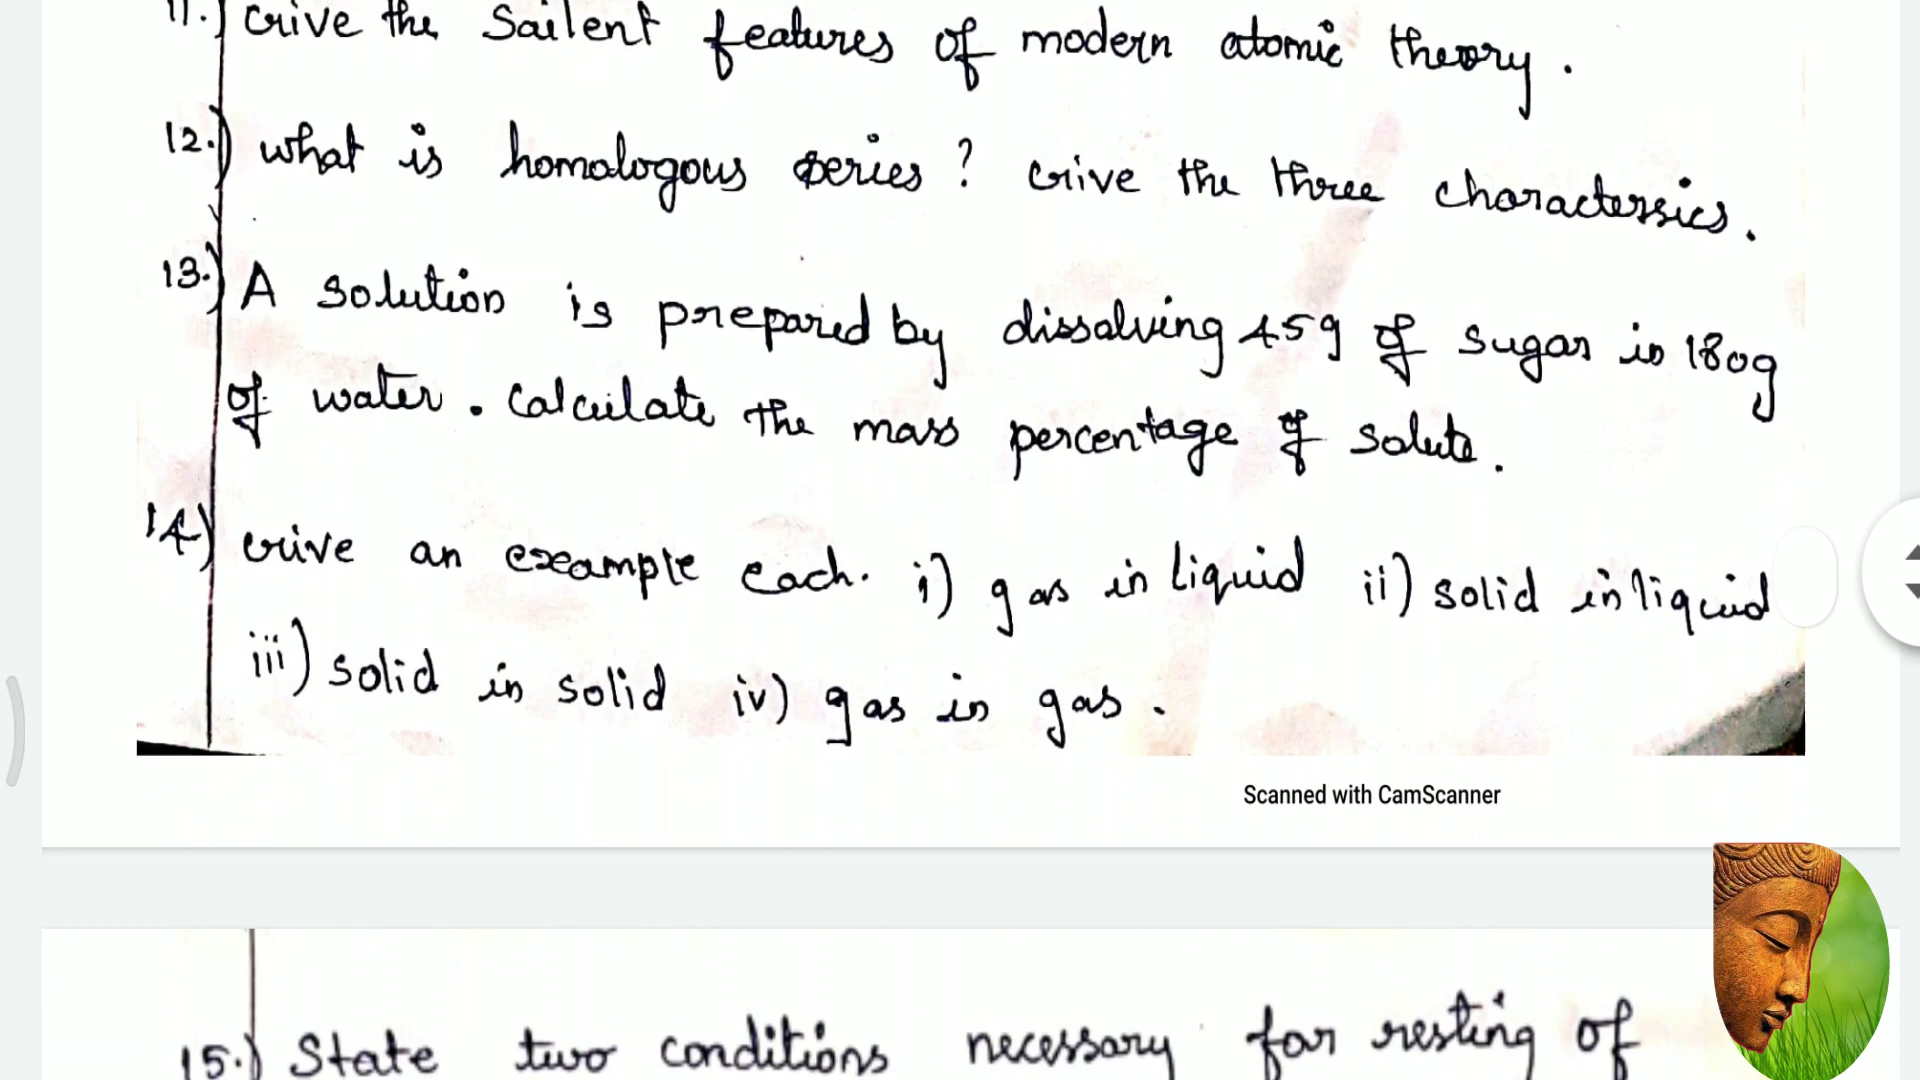 11.) Give the Sailent features of modern atomic theory.
12.) what is homologous series? Give the three charactersics.
13.) A solution is prepared by dissolving 45g of sugar in 180g
of water. Calculate the mass percentage of solute.
14) Give an example each. i) gas in liquid ii) solid in liquid
iii) solid in solid iv) gas in gas.
Scanned with CamScanner
15.) State two conditions necessary for resting of